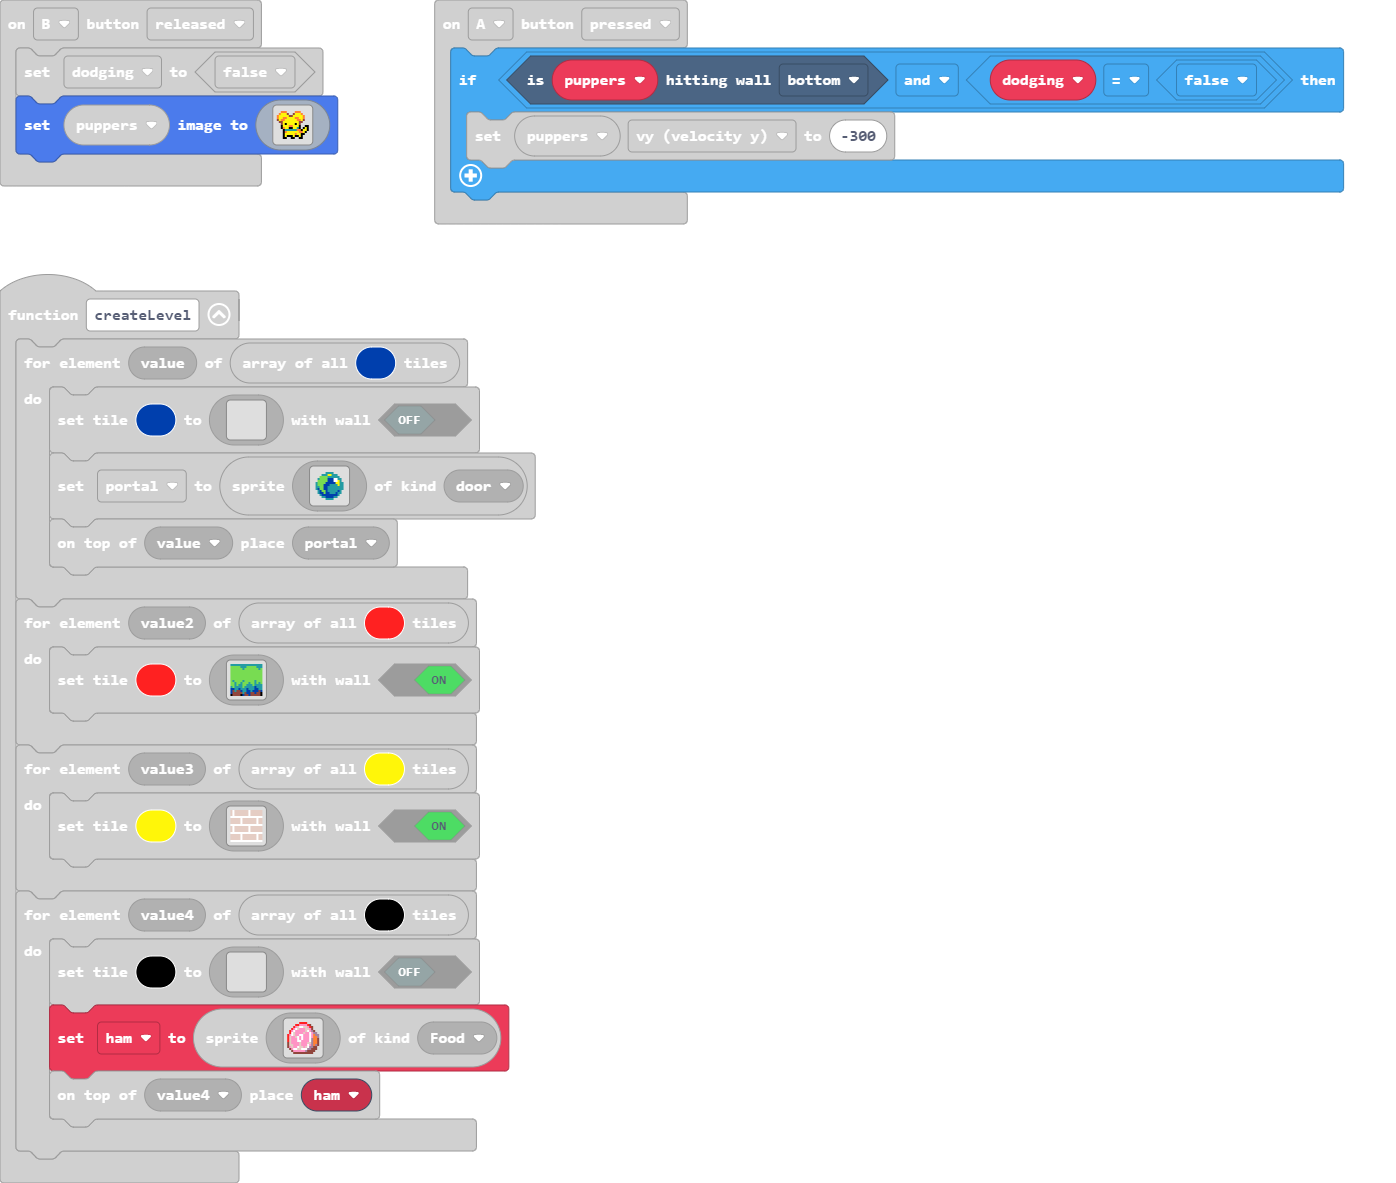 on B button released
set dodging to false
set puppers image to
on A button pressed
if is puppers hitting wall bottom and dodging = false then
set puppers vy (velocity y) to -300
function createLevel
for element value of array of all tiles
do
set tile to with wall OFF
set portal to sprite of kind door
on top of value place portal
for element value2 of array of all tiles
do
set tile to with wall ON
for element value3 of array of all tiles
do
set tile to with wall ON
for element value4 of array of all tiles
do
set tile to with wall OFF
set ham to sprite of kind Food
on top of value4 place ham